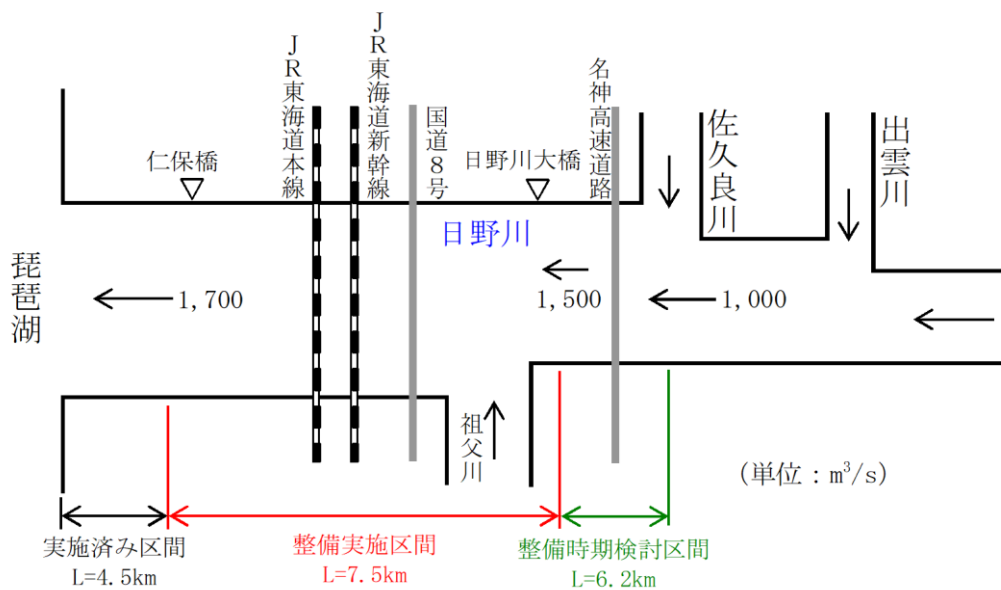 JR東海道本線
JR東海道新幹線
国道8号
名神高速道路
佐久良川
出雲川
仁保橋
日野川大橋
日野川
琵琶湖
1,700
1,500
1,000
祖父川
(単位：m³/s)
実施済み区間
L=4.5km
整備実施区間
L=7.5km
整備時期検討区間
L=6.2km